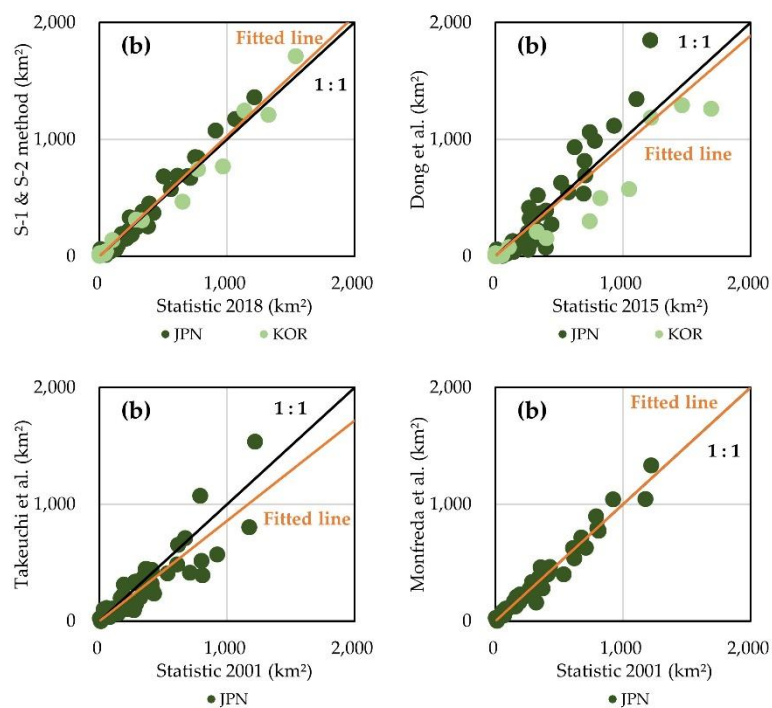 S-1 & S-2 method (km²)
2,000
1,000
0
(b)
Fitted line
1 : 1
0
1,000
2,000
Statistic 2018 (km²)
JPN
KOR
Dong et al. (km²)
2,000
1,000
0
(b)
1 : 1
Fitted line
0
1,000
2,000
Statistic 2015 (km²)
JPN
KOR
Takeuchi et al. (km²)
2,000
1,000
0
(b)
1 : 1
Fitted line
0
1,000
2,000
Statistic 2001 (km²)
JPN
Monfreda et al. (km²)
2,000
1,000
0
(b)
Fitted line
1 : 1
0
1,000
2,000
Statistic 2001 (km²)
JPN